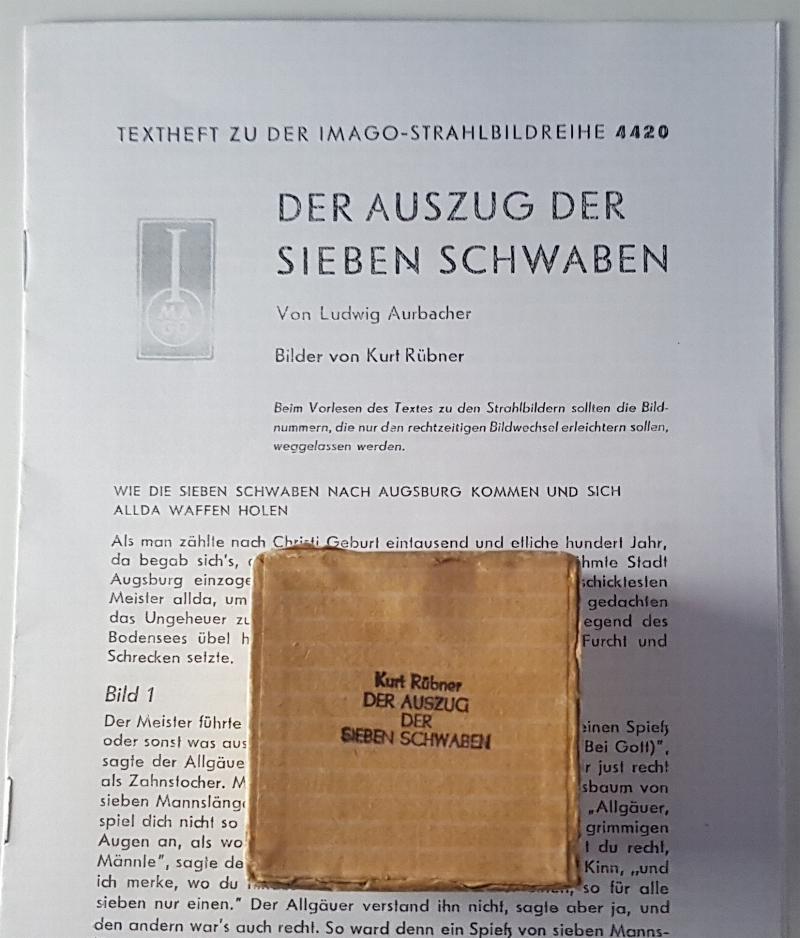 TEXTHEFT ZU DER IMAGO-STRAHLBILDREIHE 4420
DER AUSZUG DER
SIEBEN SCHWABEN
I
MA
GO
Von Ludwig Aurbacher
Bilder von Kurt Rübner
Beim Vorlesen des Textes zu den Strahlbildern sollten die Bild-
nummern, die nur den rechtzeitigen Bildwechsel erleichtern sollen,
weggelassen werden.
WIE DIE SIEBEN SCHWABEN NACH AUGSBURG KOMMEN UND SICH
ALLDA WAFFEN HOLEN
Als man zählte nach Christi Geburt eintausend und etliche hundert Jahr,
da begab sich's, hmte Stadt
Augsburg einzoge schicktesten
Meister allda, um gedachten
das Ungeheuer zu egend des
Bodensees übel h Furcht und
Schrecken setzte.
Bild 1
Der Meister führte einen Spieß
oder sonst was aus Bei Gott)",
sagte der Allgäue r just recht
als Zahnstocher. M sbaum von
sieben Mannsläng „Allgäuer,
spiel dich nicht so grimmigen
Augen an, als wo t du recht,
Männle", sagte de Kinn, „und
ich merke, wo du so für alle
sieben nur einen." Der Allgäuer verstand ihn nicht, sagte aber ja, und
den andern war's auch recht. So ward denn ein Spieß von sieben Manns-
Kurt Rübner
DER AUSZUG
DER
SIEBEN SCHWABEN